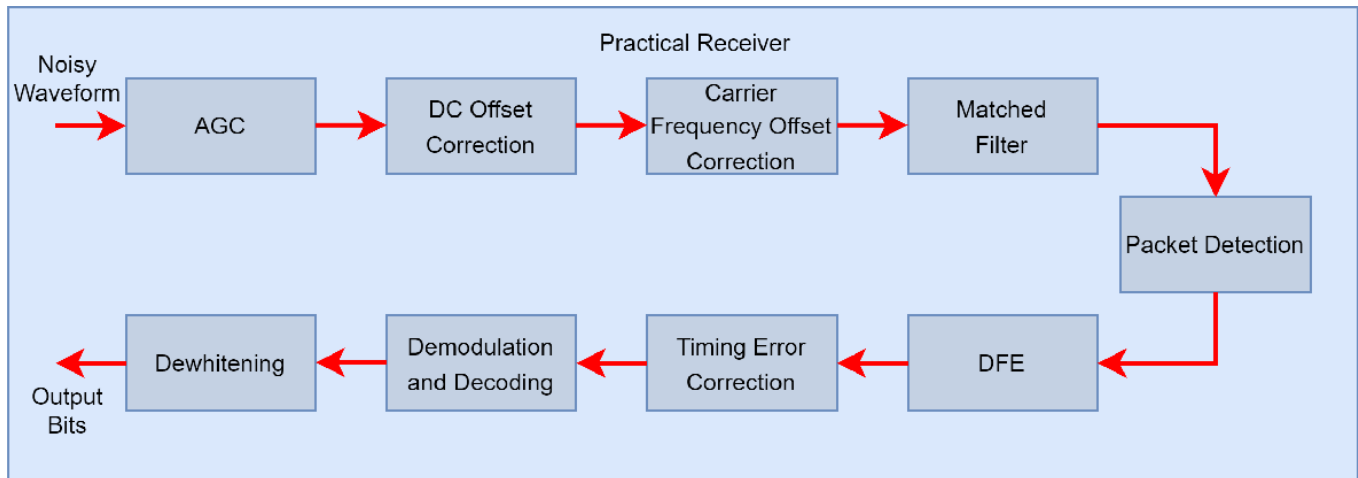 Practical Receiver
Noisy
Waveform
AGC
DC Offset
Correction
Carrier
Frequency Offset
Correction
Matched
Filter
Packet Detection
DFE
Timing Error
Correction
Demodulation
and Decoding
Dewhitening
Output
Bits